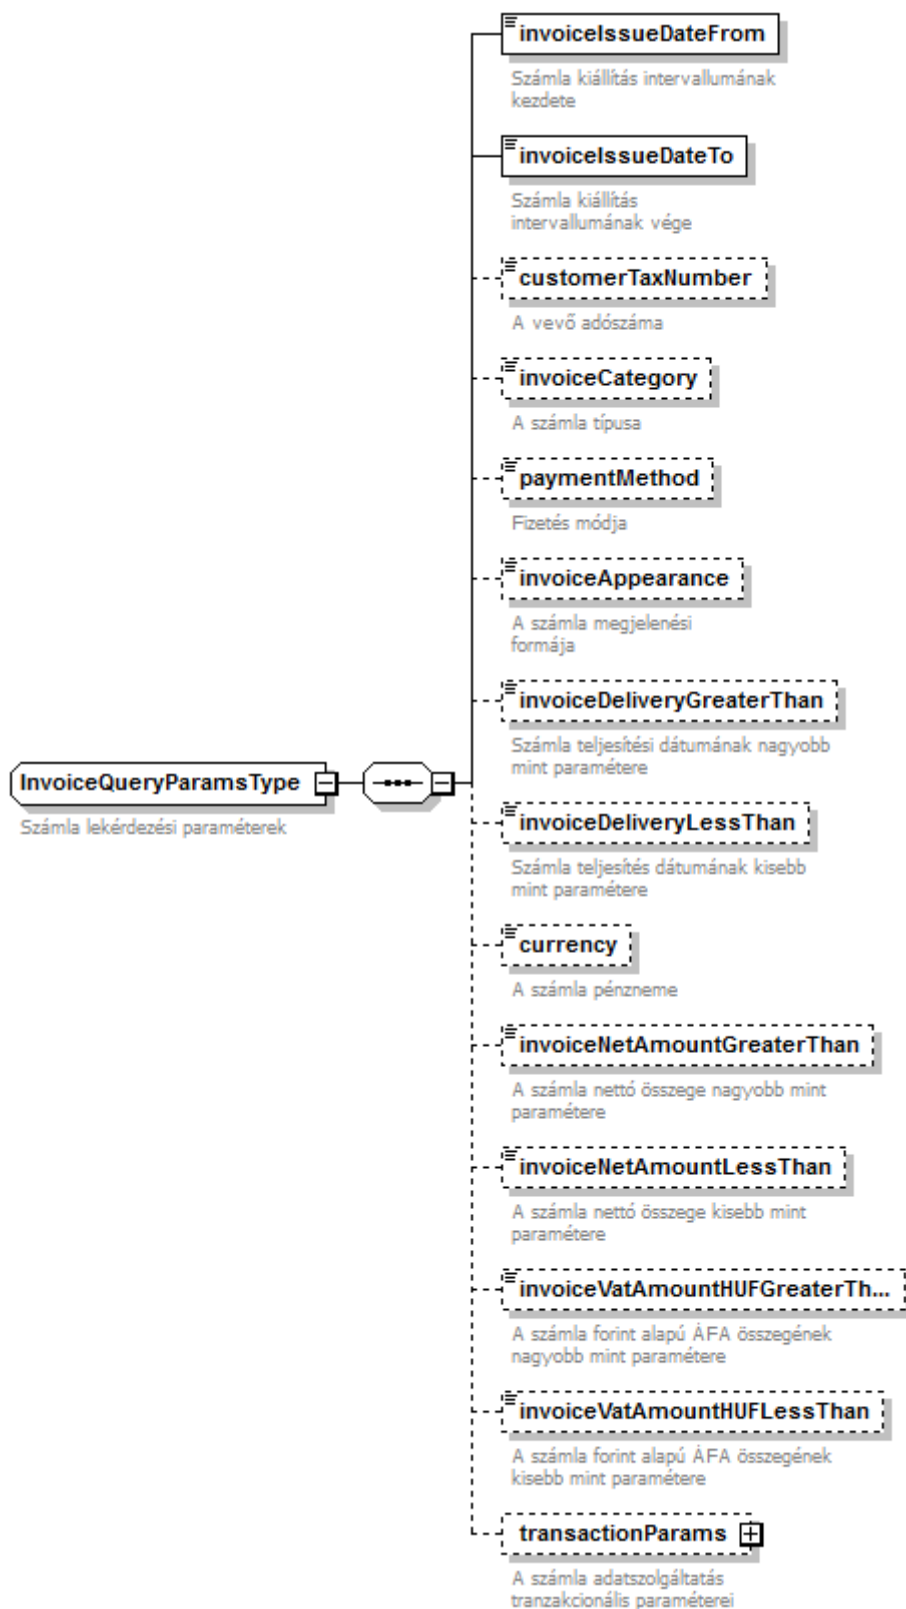 invoiceIssueDateFrom
Számla kiállítás intervallumának
kezdete
invoiceIssueDateTo
Számla kiállítás
intervallumának vége
customerTaxNumber
A vevő adószáma
invoiceCategory
A számla típusa
paymentMethod
Fizetés módja
invoiceAppearance
A számla megjelenési
formája
invoiceDeliveryGreaterThan
Számla teljesítési dátumának nagyobb
mint paramétere
InvoiceQueryParamsType
Számla lekérdezési paraméterek
invoiceDeliveryLessThan
Számla teljesítés dátumának kisebb
mint paramétere
currency
A számla pénzneme
invoiceNetAmountGreaterThan
A számla nettó összege nagyobb mint
paramétere
invoiceNetAmountLessThan
A számla nettó összege kisebb mint
paramétere
invoiceVatAmountHUFGreaterTh...
A számla forint alapú ÁFA összegének
nagyobb mint paramétere
invoiceVatAmountHUFLessThan
A számla forint alapú ÁFA összegének
kisebb mint paramétere
transactionParams
A számla adatszolgáltatás
tranzakcionális paraméterei